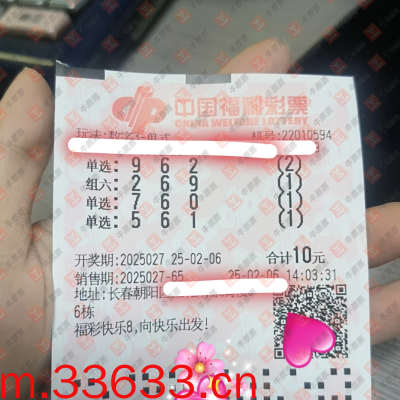 中国福利彩票
CHINA WELFARE LOTTERY
机号:22010594
单选: 9 6 2 (2)
组六: 2 6 9 (1)
单选: 7 6 0 (1)
单选: 5 6 1 (1)
开奖期:2025027 25-02-06 合计10元
销售期:2025027-65 25-02-06 14:03:31
地址:长春朝阳
6栋
福彩快乐8,向快乐出发!
m.33633.cn